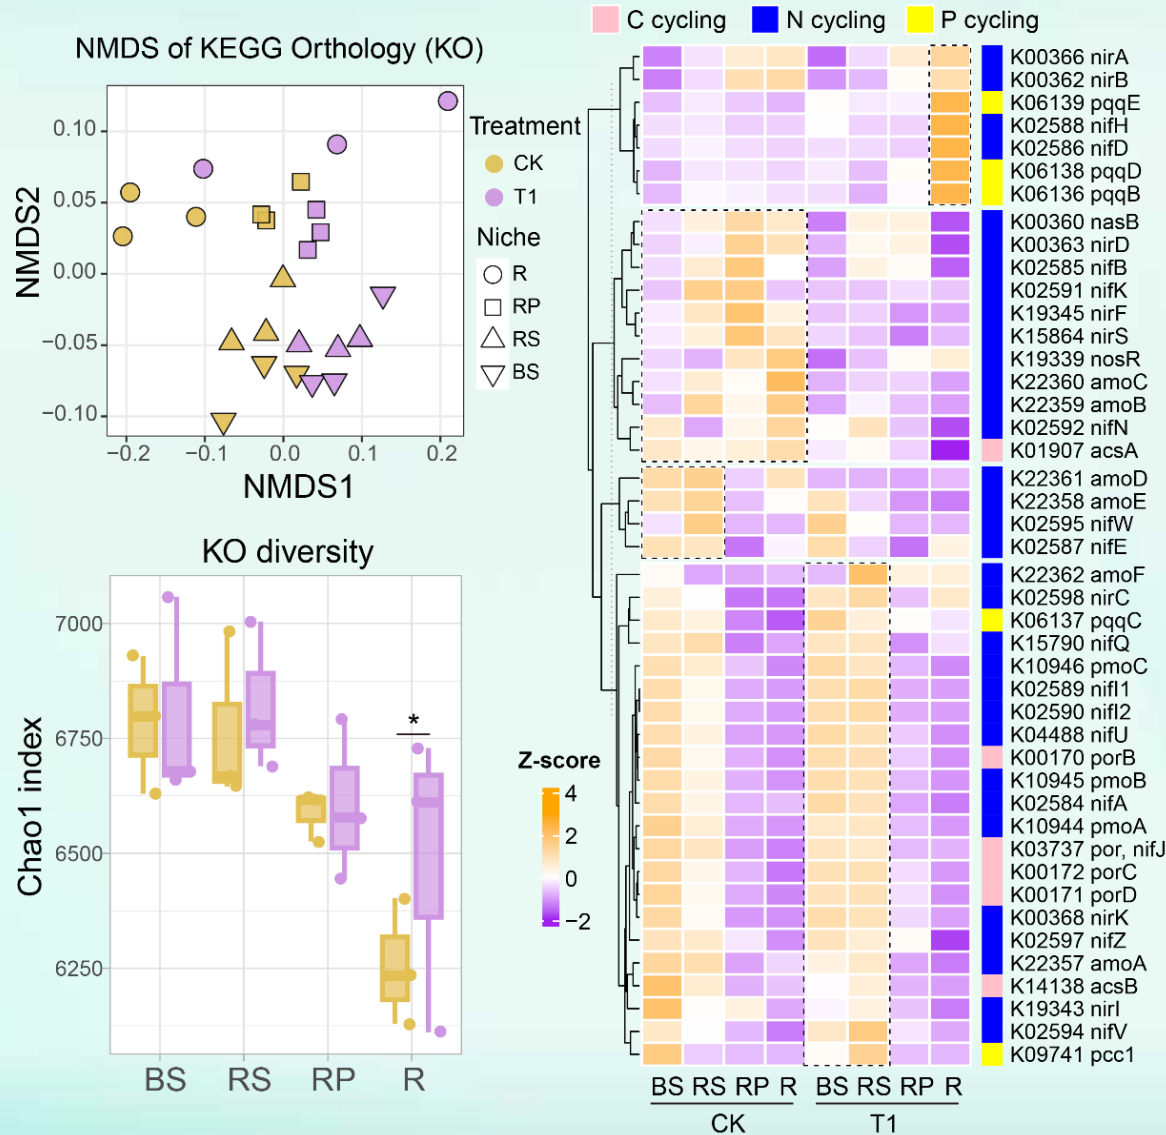 NMDS of KEGG Orthology (KO)
0.10
0.05
0.00
−0.05
−0.10
NMDS2
−0.2
−0.1
0.0
0.1
0.2
NMDS1
Treatment
CK
T1
Niche
R
RP
RS
BS
KO diversity
7000
6750
6500
6250
Chao1 index
*
BS
RS
RP
R
C cycling
N cycling
P cycling
K00366 nirA
K00362 nirB
K06139 pqqE
K02588 nifH
K02586 nifD
K06138 pqqD
K06136 pqqB
K00360 nasB
K00363 nirD
K02585 nifB
K02591 nifK
K19345 nirF
K15864 nirS
K19339 nosR
K22360 amoC
K22359 amoB
K02592 nifN
K01907 acsA
K22361 amoD
K22358 amoE
K02595 nifW
K02587 nifE
K22362 amoF
K02598 nirC
K06137 pqqC
K15790 nifQ
K10946 pmoC
K02589 nifI1
K02590 nifI2
K04488 nifU
K00170 porB
K10945 pmoB
K02584 nifA
K10944 pmoA
K03737 por, nifJ
K00172 porC
K00171 porD
K00368 nirK
K02597 nifZ
K22357 amoA
K14138 acsB
K19343 nirI
K02594 nifV
K09741 pcc1
Z-score
4
2
0
−2
BS RS RP R BS RS RP R
CK T1